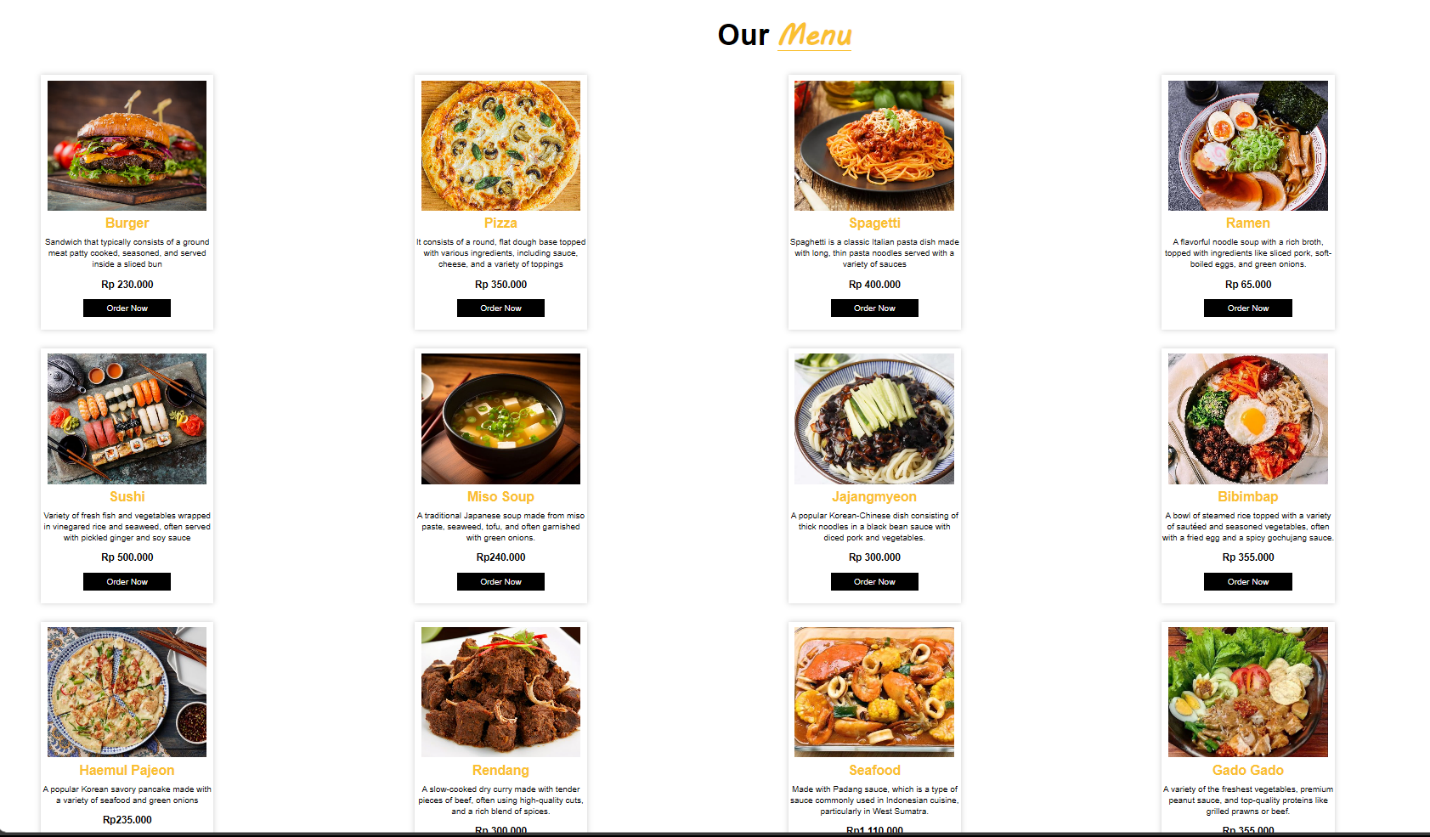 Our Menu
Burger
Sandwich that typically consists of a ground
meat patty cooked, seasoned, and served
inside a sliced bun
Rp 230.000
Order Now
Pizza
It consists of a round, flat dough base topped
with various ingredients, including sauce,
cheese, and a variety of toppings
Rp 350.000
Order Now
Spagetti
Spaghetti is a classic Italian pasta dish made
with long, thin pasta noodles served with a
variety of sauces
Rp 400.000
Order Now
Ramen
A flavorful noodle soup with a rich broth,
topped with ingredients like sliced pork, soft-
boiled eggs, and green onions.
Rp 65.000
Order Now
Sushi
Variety of fresh fish and vegetables wrapped
in vinegared rice and seaweed, often served
with pickled ginger and soy sauce
Rp 500.000
Order Now
Miso Soup
A traditional Japanese soup made from miso
paste, seaweed, tofu, and often garnished
with green onions.
Rp240.000
Order Now
Jajangmyeon
A popular Korean-Chinese dish consisting of
thick noodles in a black bean sauce with
diced pork and vegetables.
Rp 300.000
Order Now
Bibimbap
A bowl of steamed rice topped with a variety
of sautéed and seasoned vegetables, often
with a fried egg and a spicy gochujang sauce.
Rp 355.000
Order Now
Haemul Pajeon
A popular Korean savory pancake made with
a variety of seafood and green onions
Rp235.000
Rendang
A slow-cooked dry curry made with tender
pieces of beef, often using high-quality cuts,
and a rich blend of spices.
Rp 300.000
Seafood
Made with Padang sauce, which is a type of
sauce commonly used in Indonesian cuisine,
particularly in West Sumatra.
Rp1.110.000
Gado Gado
A variety of the freshest vegetables, premium
peanut sauce, and top-quality proteins like
grilled prawns or beef.
Rp 355.000